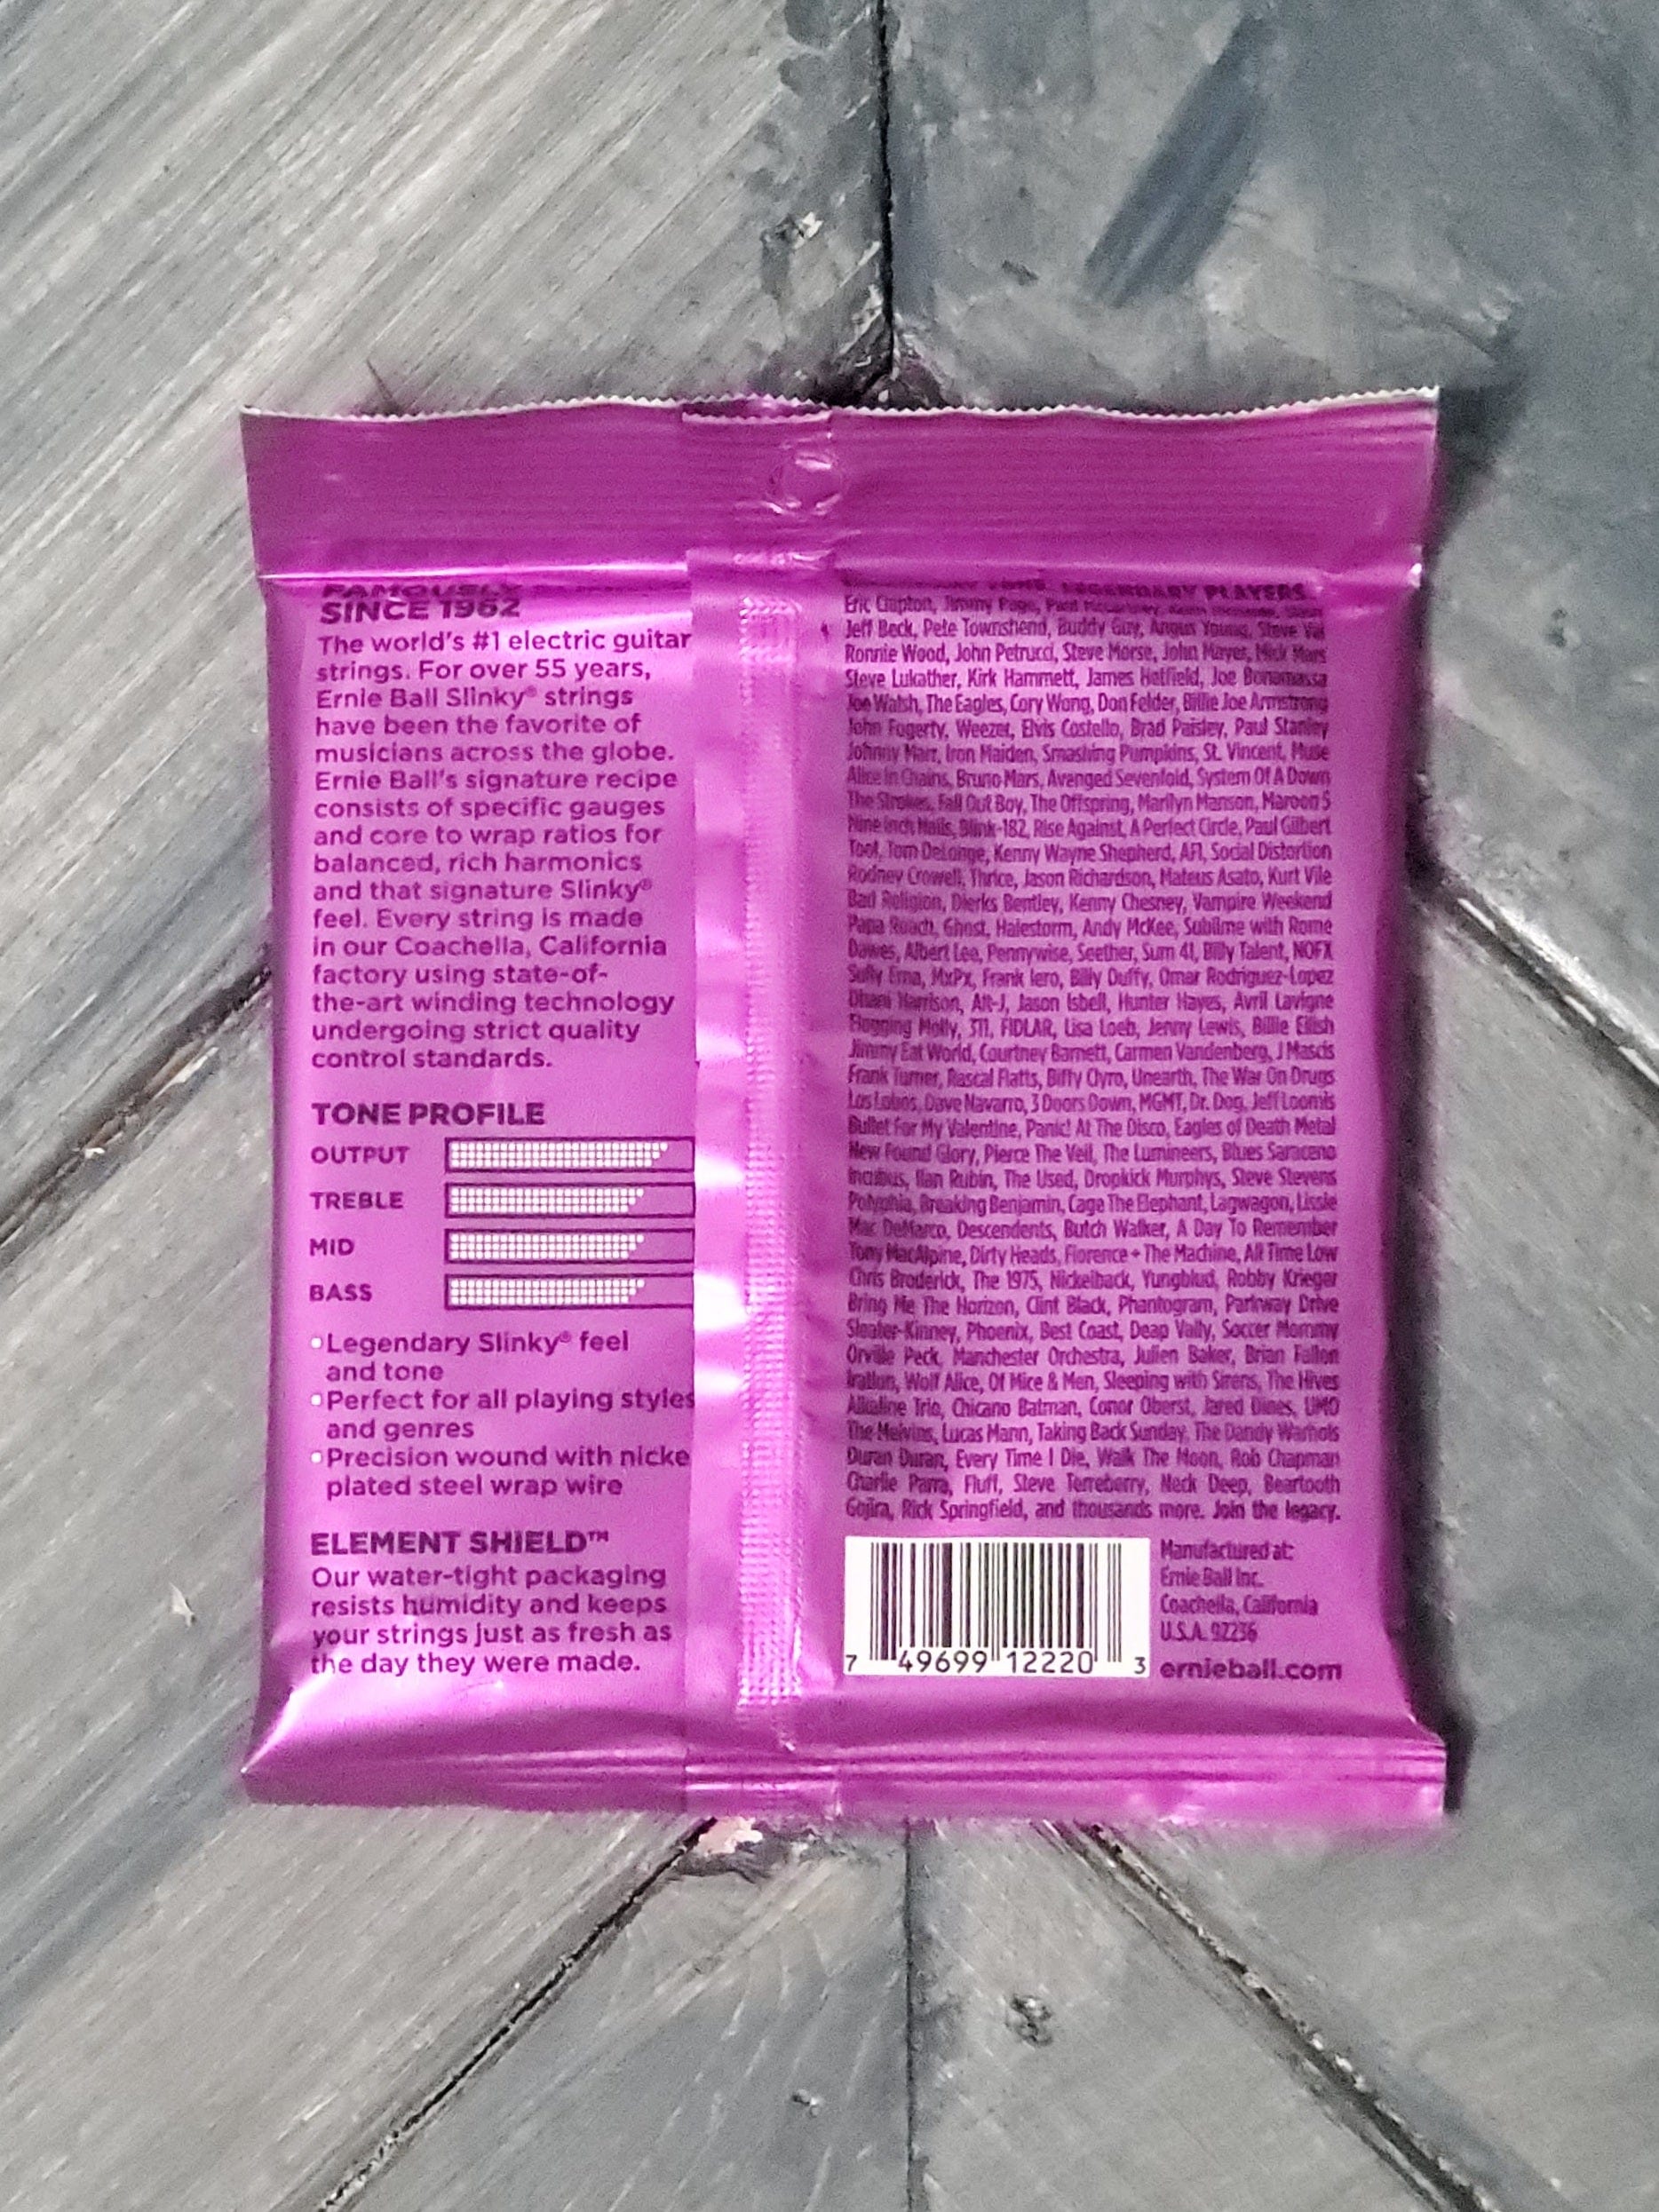 SINCE 1962
The world's #1 electric guitar
strings. For over 55 years,
Ernie Ball Slinky® strings
have been the favorite of
musicians across the globe.
Ernie Ball's signature recipe
consists of specific gauges
and core to wrap ratios for
balanced, rich harmonics
and that signature Slinky®
feel. Every string is made
in our Coachella, California
factory using state-of-
the-art winding technology
undergoing strict quality
control standards.
TONE PROFILE
OUTPUT
TREBLE
MID
BASS
•Legendary Slinky® feel
and tone
•Perfect for all playing styles
and genres
•Precision wound with nicke
plated steel wrap wire
ELEMENT SHIELD™
Our water-tight packaging
resists humidity and keeps
your strings just as fresh as
the day they were made.
LEGENDARY PLAYERS
Eric Clapton, Jimmy Page,
Jeff Beck, Pete Townshend, Buddy Guy, Angus Young, Steve Vai
Ronnie Wood, John Petrucci, Steve Morse, John Mayer, Mick Mars
Steve Lukather, Kirk Hammett, James Hetfield, Joe Bonamassa
Joe Walsh, The Eagles, Cory Wong, Don Felder, Billie Joe Armstrong
John Fogerty, Weezer, Elvis Costello, Brad Paisley, Paul Stanley
Johnny Marr, Iron Maiden, Smashing Pumpkins, St. Vincent, Muse
Alice in Chains, Bruno Mars, Avenged Sevenfold, System Of A Down
The Strokes, Fall Out Boy, The Offspring, Marilyn Manson, Maroon 5
Nine Inch Nails, Blink-182, Rise Against, A Perfect Circle, Paul Gilbert
Tool, Tom DeLonge, Kenny Wayne Shepherd, AFI, Social Distortion
Rodney Crowell, Thrice, Jason Richardson, Mateus Asato, Kurt Vile
Bad Religion, Dierks Bentley, Kenny Chesney, Vampire Weekend
Papa Roach, Ghost, Halestorm, Andy McKee, Sublime with Rome
Dawes, Albert Lee, Pennywise, Seether, Sum 41, Billy Talent, NOFX
Sully Erna, MxPx, Frank Iero, Billy Duffy, Omar Rodriguez-Lopez
Dhani Harrison, Alt-J, Jason Isbell, Hunter Hayes, Avril Lavigne
Flogging Molly, 311, FIDLAR, Lisa Loeb, Jenny Lewis, Billie Eilish
Jimmy Eat World, Courtney Barnett, Carmen Vandenberg, J Mascis
Frank Turner, Rascal Flatts, Biffy Clyro, Unearth, The War On Drugs
Los Lobos, Dave Navarro, 3 Doors Down, MGMT, Dr. Dog, Jeff Loomis
Bullet For My Valentine, Panic! At The Disco, Eagles of Death Metal
New Found Glory, Pierce The Veil, The Lumineers, Blues Saraceno
Incubus, Ilan Rubin, The Used, Dropkick Murphys, Steve Stevens
Polyphia, Breaking Benjamin, Cage The Elephant, Lagwagon, Lissie
Mac DeMarco, Descendents, Butch Walker, A Day To Remember
Tony MacAlpine, Dirty Heads, Florence + The Machine, All Time Low
Chris Broderick, The 1975, Nickelback, Yungblud, Robby Krieger
Bring Me The Horizon, Clint Black, Phantogram, Parkway Drive
Sleater-Kinney, Phoenix, Best Coast, Deap Vally, Soccer Mommy
Orville Peck, Manchester Orchestra, Julien Baker, Brian Fallon
Iration, Wolf Alice, Of Mice & Men, Sleeping with Sirens, The Hives
Alkaline Trio, Chicano Batman, Conor Oberst, Jared Dines, UMO
The Melvins, Lucas Mann, Taking Back Sunday, The Dandy Warhols
Duran Duran, Every Time I Die, Walk The Moon, Rob Chapman
Charlie Parra, Fluff, Steve Terreberry, Neck Deep, Beartooth
Gojira, Rick Springfield, and thousands more. Join the legacy.
7 49699 12220 3
Manufactured at:
Ernie Ball Inc.
Coachella, California
U.S.A. 92236
ernieball.com